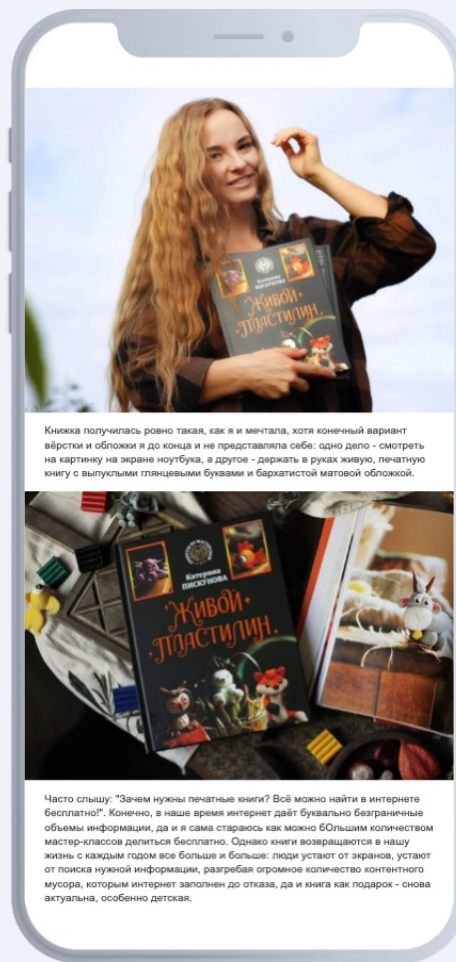 Катерина
ПИСКУНОВА
ЖИВОЙ
ПЛАСТИЛИН
Книжка получилась ровно такая, как я и мечтала, хотя конечный вариант
вёрстки и обложки я до конца и не представляла себе: одно дело - смотреть
на картинку на экране ноутбука, а другое - держать в руках живую, печатную
книгу с выпуклыми глянцевыми буквами и бархатистой матовой обложкой.
Катерина
ПИСКУНОВА
ЖИВОЙ
ПЛАСТИЛИН
Часто слышу: "Зачем нужны печатные книги? Всё можно найти в интернете
бесплатно!". Конечно, в наше время интернет даёт буквально безграничные
объемы информации, да и я сама стараюсь как можно бОльшим количеством
мастер-классов делиться бесплатно. Однако книги возвращаются в нашу
жизнь с каждым годом все больше и больше: люди устают от экранов, устают
от поиска нужной информации, разгребая огромное количество контентного
мусора, которым интернет заполнен до отказа, да и книга как подарок - снова
актуальна, особенно детская.